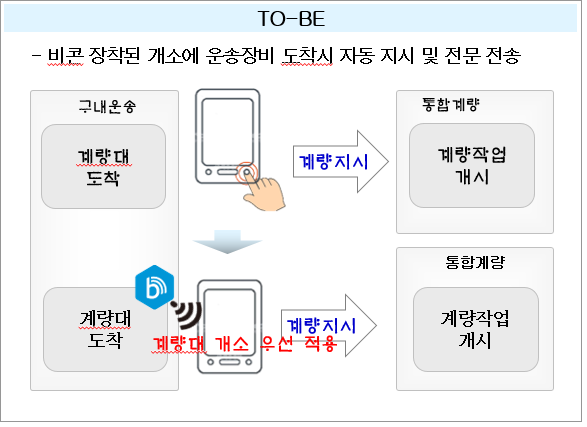 TO-BE
- 비콘 장착된 개소에 운송장비 도착시 자동 지시 및 전문 전송
구내운송
계량대
도착
계량지시
통합계량
계량작업
개시
계량대
도착
계량지시
통합계량
계량작업
개시
계량대 개소 우선 적용